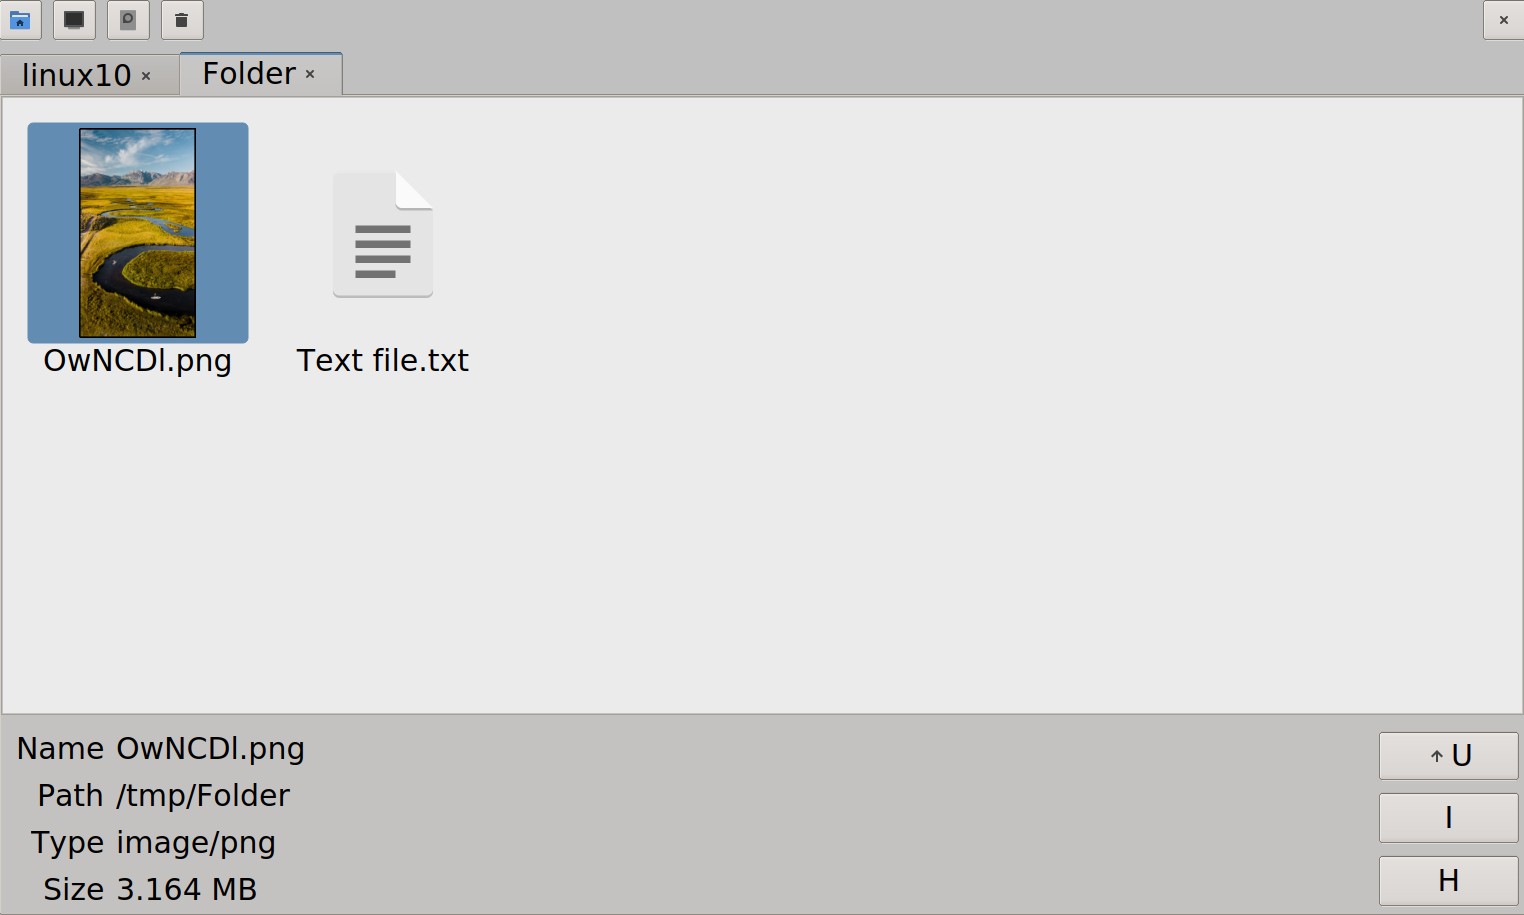 linux10 Folder
OwNCDl.png Text file.txt
Name OwNCDl.png
Path /tmp/Folder
Type image/png
Size 3.164 MB
U
I
H